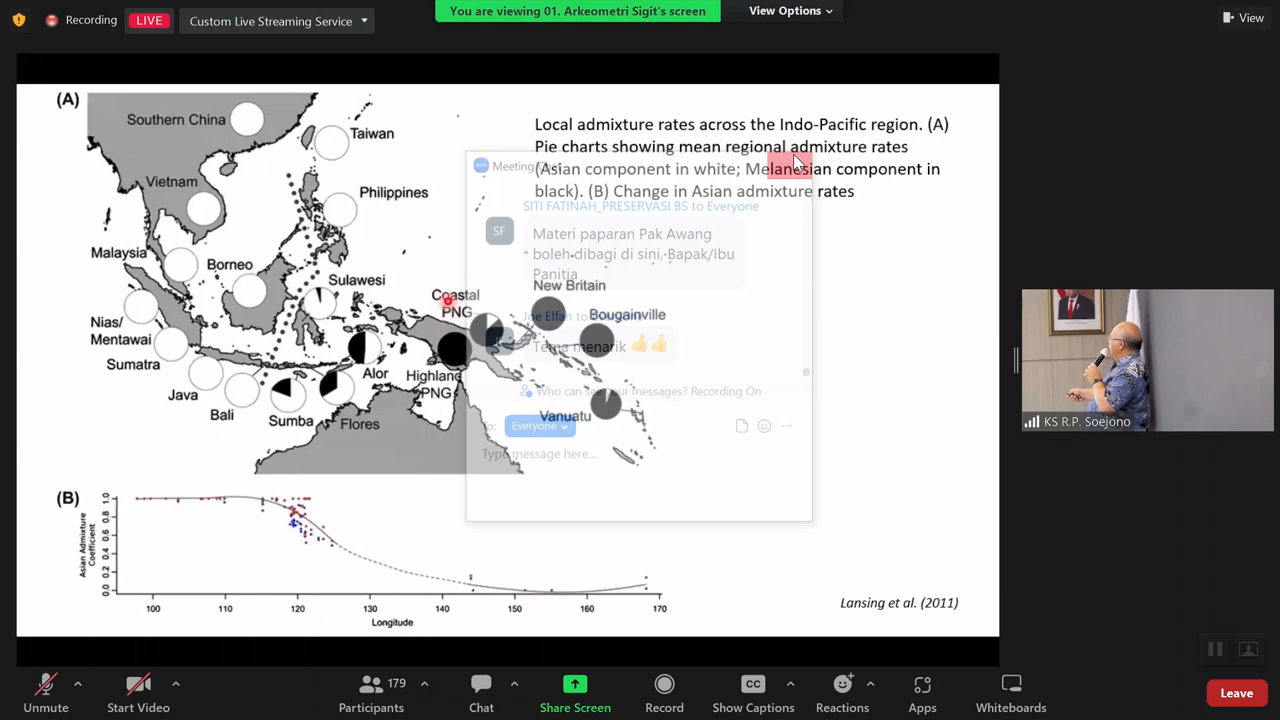 Recording
LIVE
Custom Live Streaming Service
You are viewing 01. Arkeometri Sigit's screen
View Options
View
(A)
Southern China
Taiwan
Vietnam
Philippines
Malaysia
Borneo
Sulawesi
Nias/
Mentawai
Sumatra
Java
Bali
Sumba
Flores
Alor
Coastal
PNG
Highland
PNG
New Britain
Bougainville
Vanuatu
Local admixture rates across the Indo-Pacific region. (A)
Pie charts showing mean regional admixture rates
(Asian component in white; Melanesian component in
black). (B) Change in Asian admixture rates
SITI FATINAH_PRESERVASI BS to Everyone
SF
Materi paparan Pak Awang
boleh dibagi di sini, Bapak/Ibu
Panitia
Joe Elfan to
Tema menarik 👍👍
Who can see your messages? Recording On
To: Everyone
Type message here...
(B)
Asian Admixture
Coefficient
1.0
0.8
0.6
0.4
0.2
0.0
100 110 120 130 140 150 160 170
Longitude
Lansing et al. (2011)
KS R.P. Soejono
Unmute
Start Video
179
Participants
Chat
Share Screen
Record
CC
Show Captions
Reactions
Apps
Whiteboards
Leave